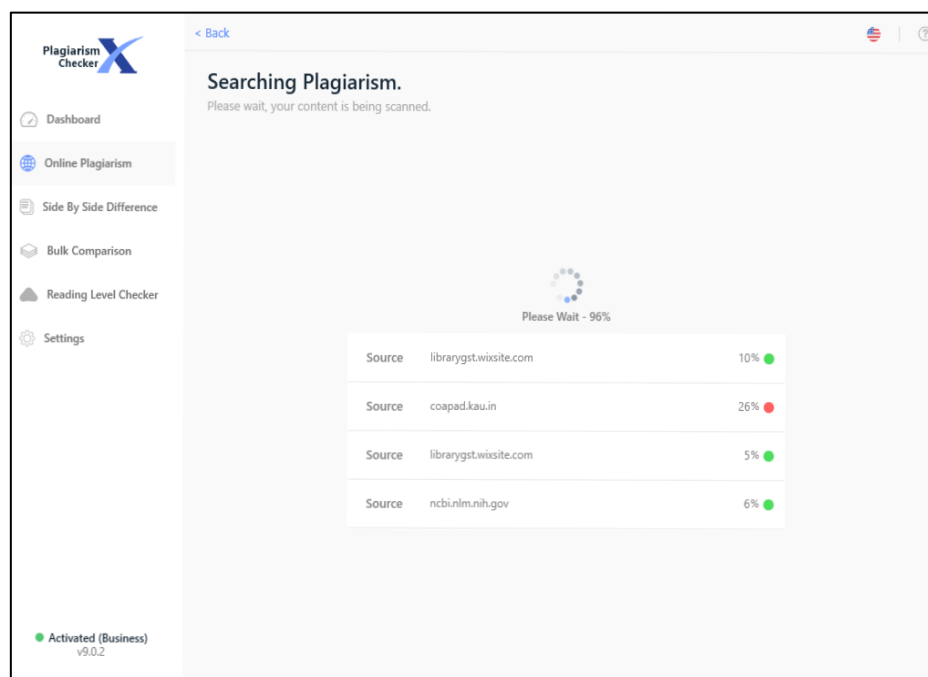 Plagiarism
Checker
X
< Back
Searching Plagiarism.
Please wait, your content is being scanned.
Dashboard
Online Plagiarism
Side By Side Difference
Bulk Comparison
Reading Level Checker
Settings
Please Wait - 96%
Source librarygst.wixsite.com 10%
Source coapad.kau.in 26%
Source librarygst.wixsite.com 5%
Source ncbi.nlm.nih.gov 6%
Activated (Business)
v9.0.2